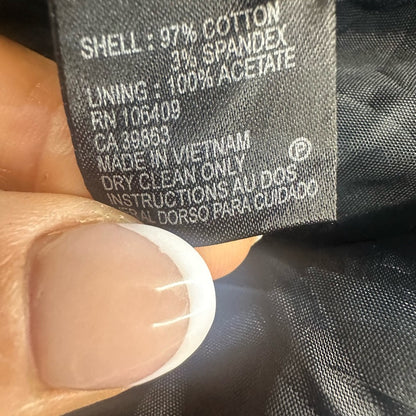 SHELL : 97% COTTON
3% SPANDEX
LINING : 100% ACETATE
RN 106409
CA 39853
MADE IN VIETNAM
DRY CLEAN ONLY
P
INSTRUCTIONS AU DOS
AL DORSO PARA CUIDADO